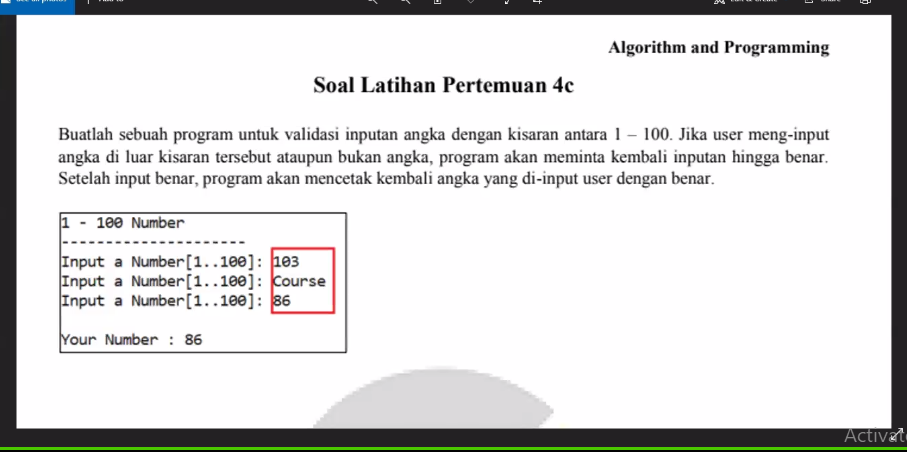 Algorithm and Programming
Soal Latihan Pertemuan 4c
Buatlah sebuah program untuk validasi inputan angka dengan kisaran antara 1 – 100. Jika user meng-input
angka di luar kisaran tersebut ataupun bukan angka, program akan meminta kembali inputan hingga benar.
Setelah input benar, program akan mencetak kembali angka yang di-input user dengan benar.
1 - 100 Number
---------------------
Input a Number[1..100]: 103
Input a Number[1..100]: Course
Input a Number[1..100]: 86
Your Number : 86